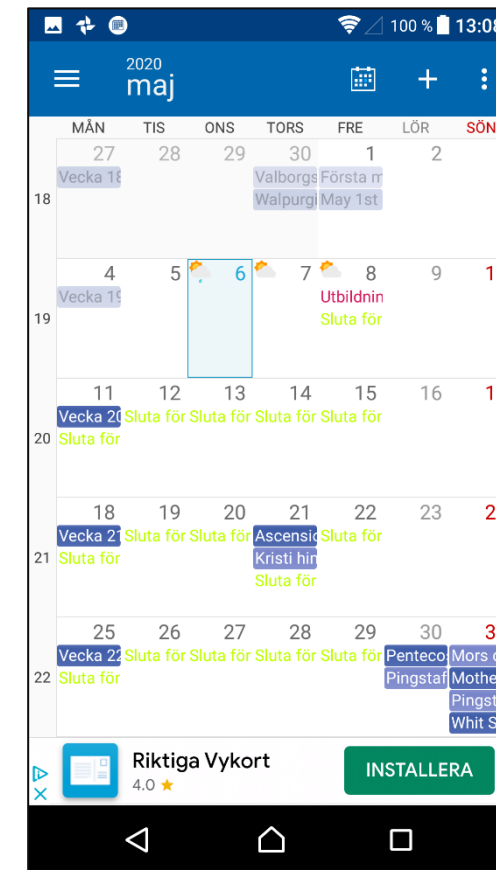 100 % 13:08
2020
maj
MÅN TIS ONS TORS FRE LÖR SÖN
27 28 29 30 1 2
Vecka 18 Valborgs Första m
18 Walpurgi May 1st
4 5 6 7 8 9 1
Vecka 19 Utbildnin
19 Sluta för
11 12 13 14 15 16 1
Vecka 20 Sluta för Sluta för Sluta för Sluta för
20 Sluta för
18 19 20 21 22 23 2
Vecka 21 Sluta för Sluta för Ascensio Sluta för
21 Sluta för Kristi him
Sluta för
25 26 27 28 29 30 3
Vecka 22 Sluta för Sluta för Sluta för Sluta för Penteco Mors d
22 Sluta för Pingstaf Mothe
Pingst
Whit S
Riktiga Vykort
4.0 ★
INSTALLERA